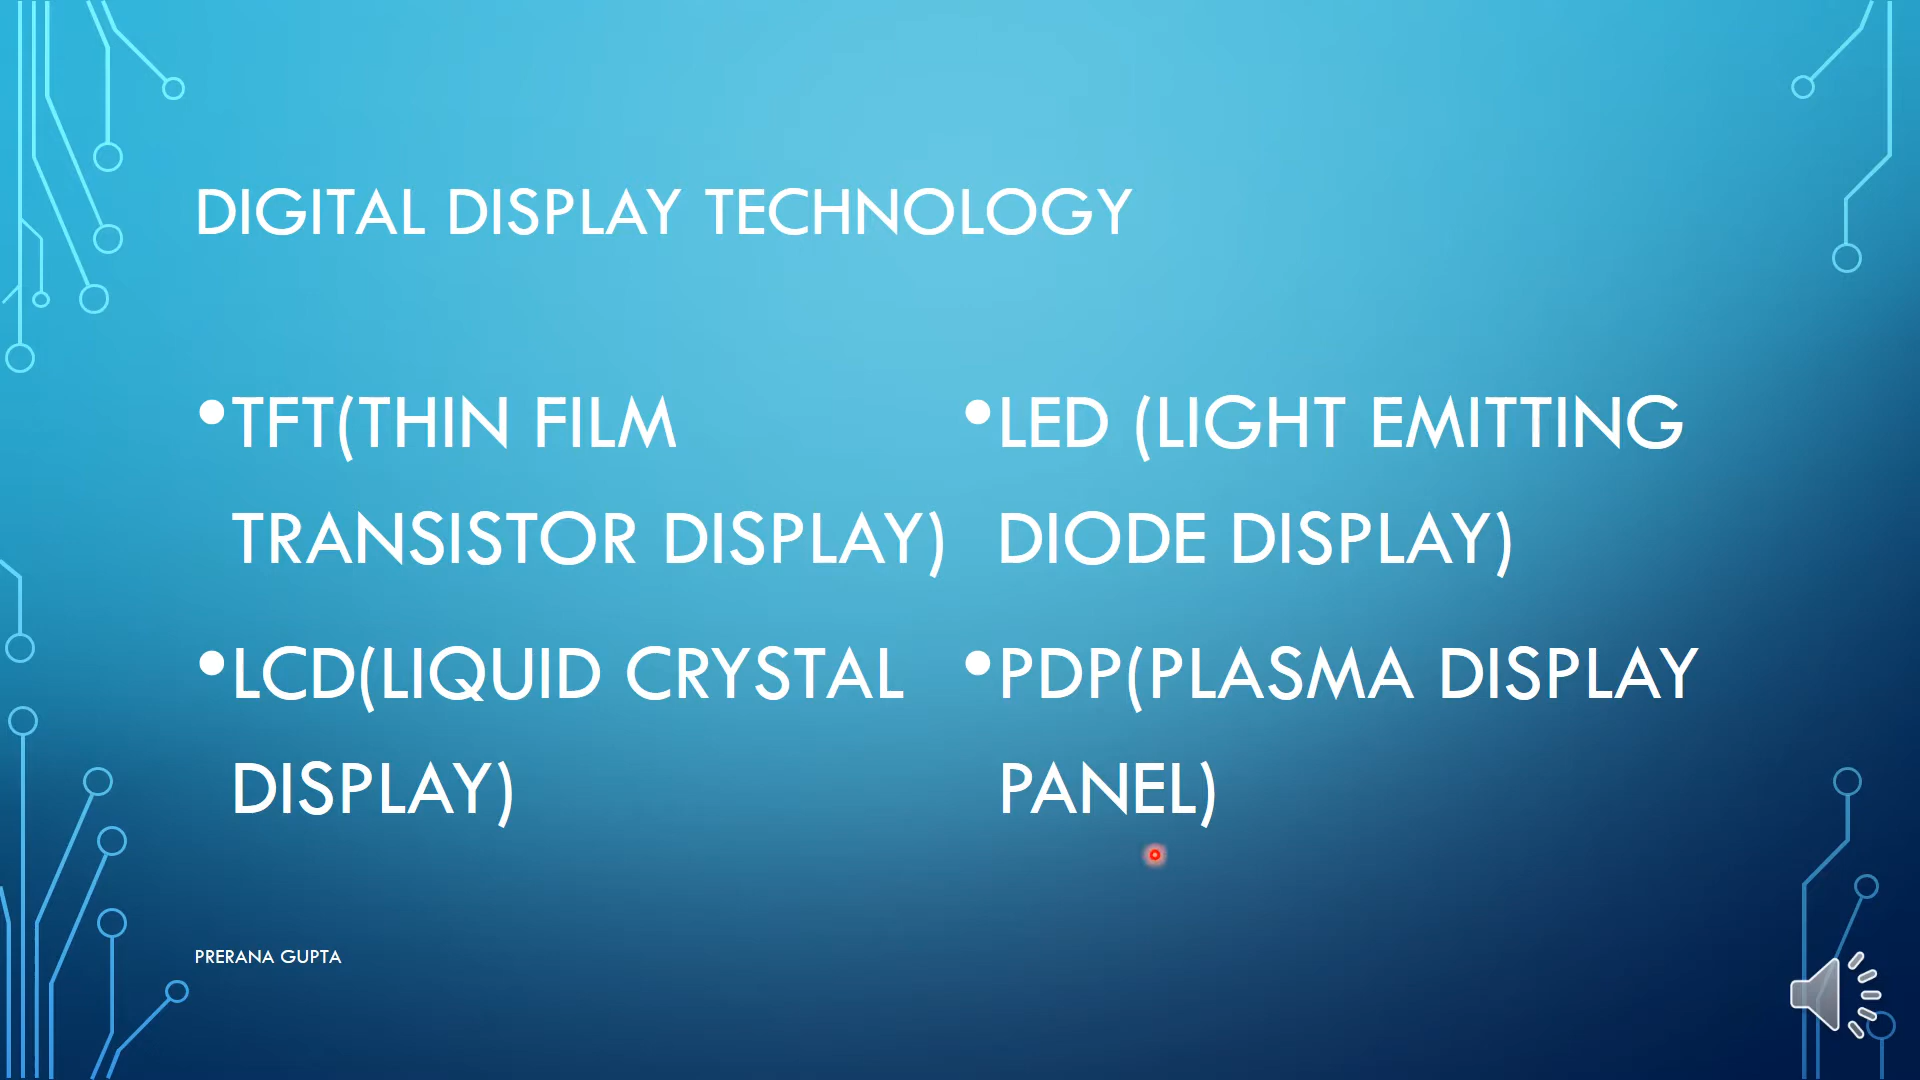 DIGITAL DISPLAY TECHNOLOGY
•TFT(THIN FILM
TRANSISTOR DISPLAY)
•LCD(LIQUID CRYSTAL
DISPLAY)
•LED (LIGHT EMITTING
DIODE DISPLAY)
•PDP(PLASMA DISPLAY
PANEL)
PRERANA GUPTA